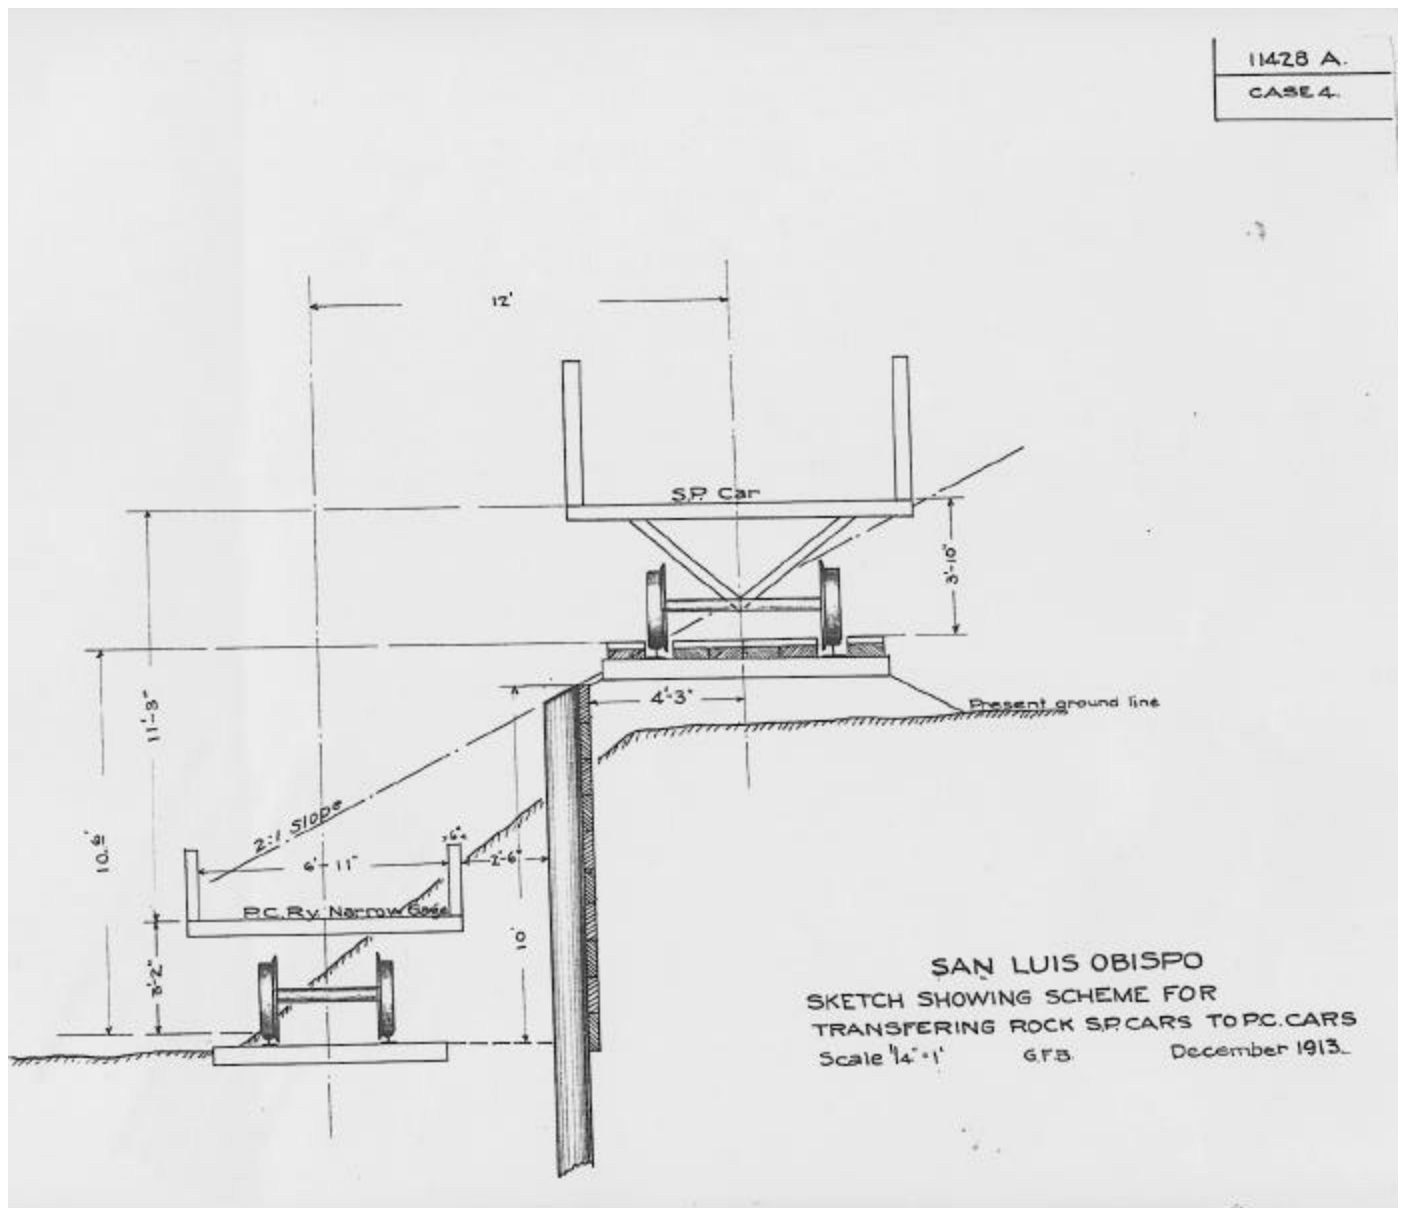 11428 A.
CASE 4.
12'
S.P. Car
3'-10"
4'-3"
Present ground line
11'-3"
2:1 Slope
10.6'
6"
6'-11"
2'-6"
P.C. Ry. Narrow Gage
10'
3'-2"
SAN LUIS OBISPO
SKETCH SHOWING SCHEME FOR
TRANSFERING ROCK S.P. CARS TO P.C. CARS
Scale 1/4"=1' G.F.B. December 1913.